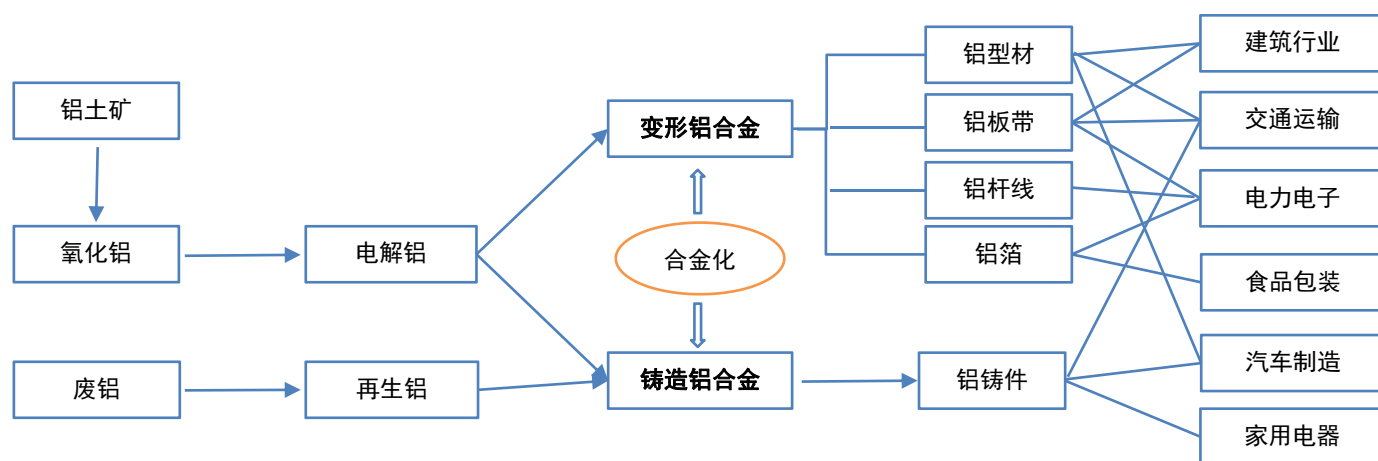 铝土矿
氧化铝
废铝
电解铝
再生铝
变形铝合金
合金化
铸造铝合金
铝型材
铝板带
铝杆线
铝箔
铝铸件
建筑行业
交通运输
电力电子
食品包装
汽车制造
家用电器